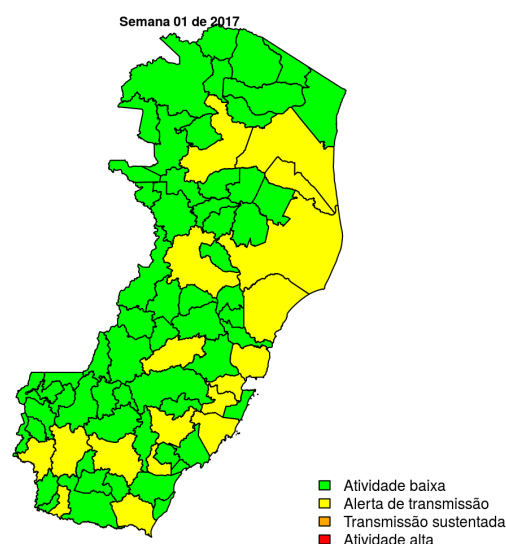 Semana 01 de 2017
Atividade baixa
Alerta de transmissão
Transmissão sustentada
Atividade alta